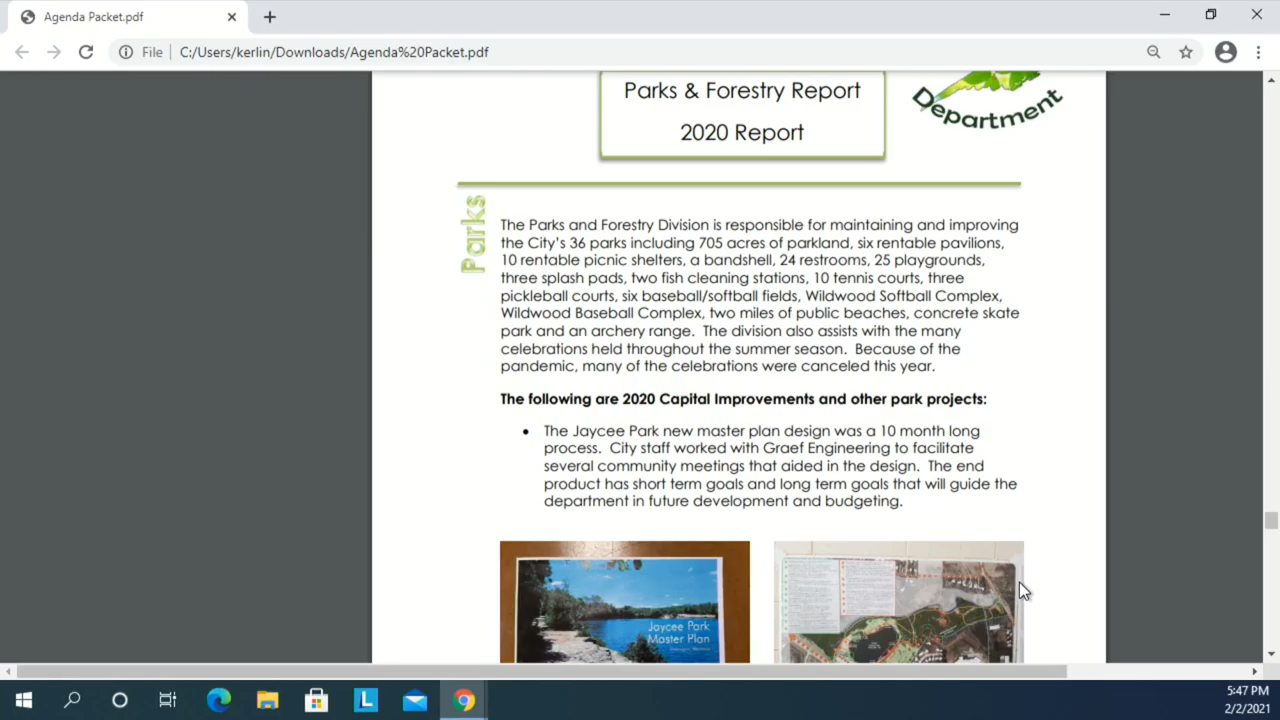 Agenda Packet.pdf
File
C:/Users/kerlin/Downloads/Agenda%20Packet.pdf
Parks & Forestry Report
2020 Report
Department
Parks
The Parks and Forestry Division is responsible for maintaining and improving
the City's 36 parks including 705 acres of parkland, six rentable pavilions,
10 rentable picnic shelters, a bandshell, 24 restrooms, 25 playgrounds,
three splash pads, two fish cleaning stations, 10 tennis courts, three
pickleball courts, six baseball/softball fields, Wildwood Softball Complex,
Wildwood Baseball Complex, two miles of public beaches, concrete skate
park and an archery range.  The division also assists with the many
celebrations held throughout the summer season.  Because of the
pandemic, many of the celebrations were canceled this year.
The following are 2020 Capital Improvements and other park projects:
• The Jaycee Park new master plan design was a 10 month long
process.  City staff worked with Graef Engineering to facilitate
several community meetings that aided in the design.  The end
product has short term goals and long term goals that will guide the
department in future development and budgeting.
Jaycee Park
Master Plan
5:47 PM
2/2/2021